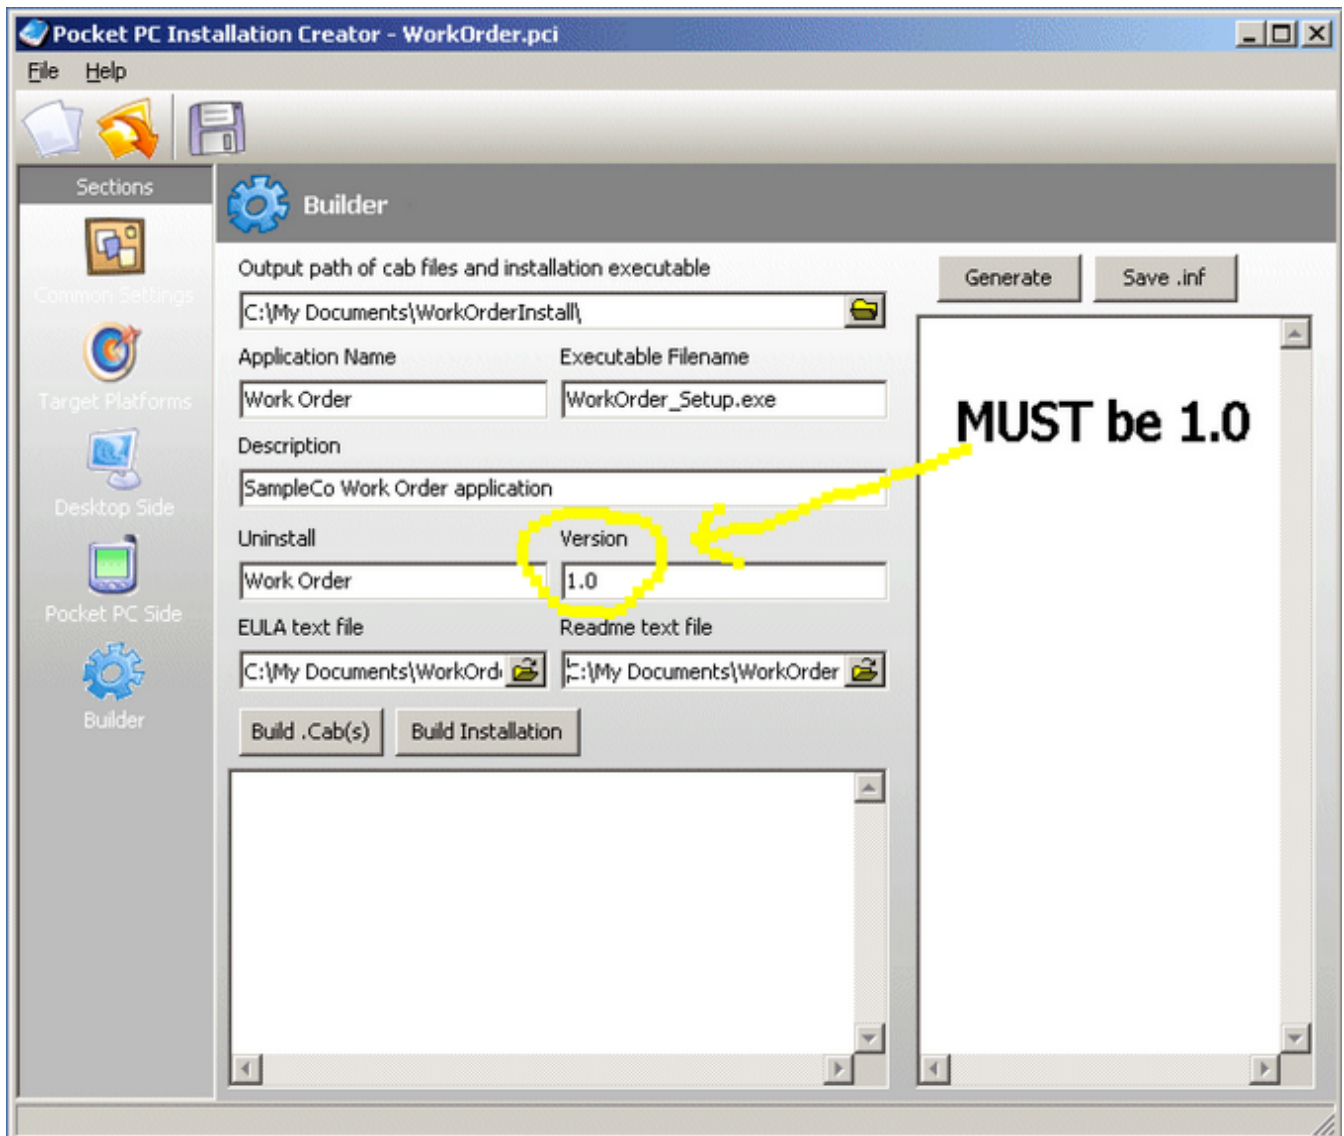 Pocket PC Installation Creator - WorkOrder.pci
File Help
Sections
Builder
Common Settings
Target Platforms
Desktop Side
Pocket PC Side
Builder
Output path of cab files and installation executable
C:\My Documents\WorkOrderInstall\
Application Name Executable Filename
Work Order WorkOrder_Setup.exe
Description
SampleCo Work Order application
Uninstall Version
Work Order 1.0
EULA text file Readme text file
C:\My Documents\WorkOrd C:\My Documents\WorkOrder
Build .Cab(s) Build Installation
Generate Save .inf
MUST be 1.0